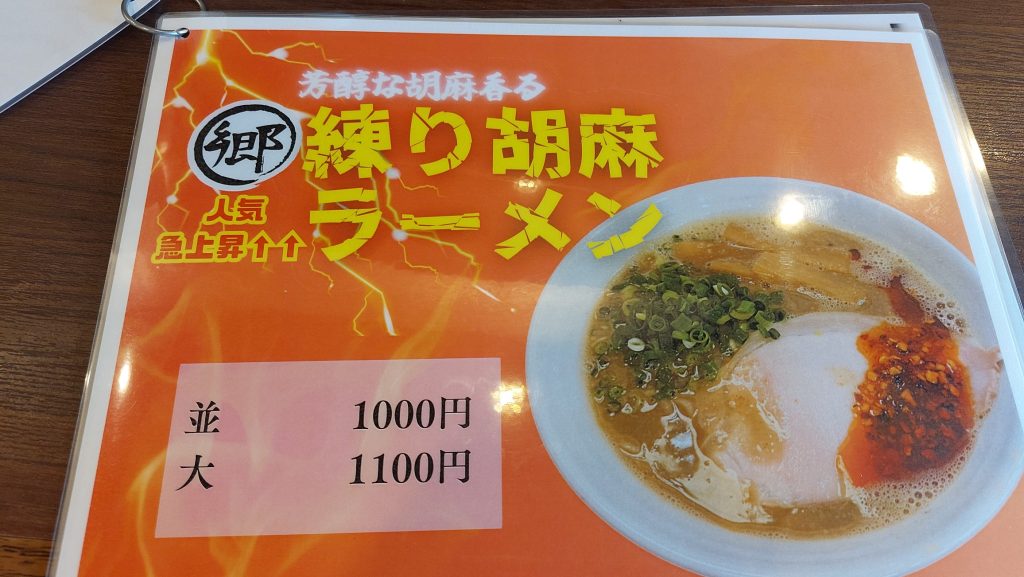 芳醇な胡麻香る
郷
練り胡麻
ラーメン
人気
急上昇↑↑
並 1000円
大 1100円